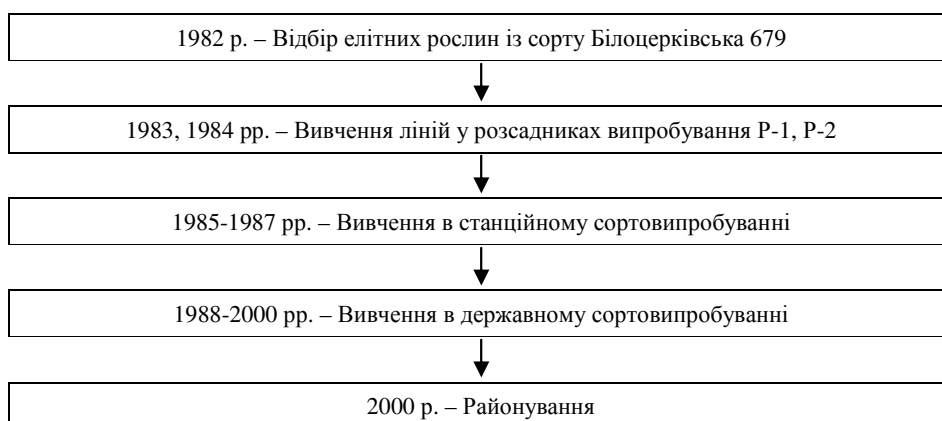 1982 р. – Відбір елітних рослин із сорту Білоцерківська 679
1983, 1984 рр. – Вивчення ліній у розсадниках випробування Р-1, Р-2
1985-1987 рр. – Вивчення в станційному сортовипробуванні
1988-2000 рр. – Вивчення в державному сортовипробуванні
2000 р. – Районування